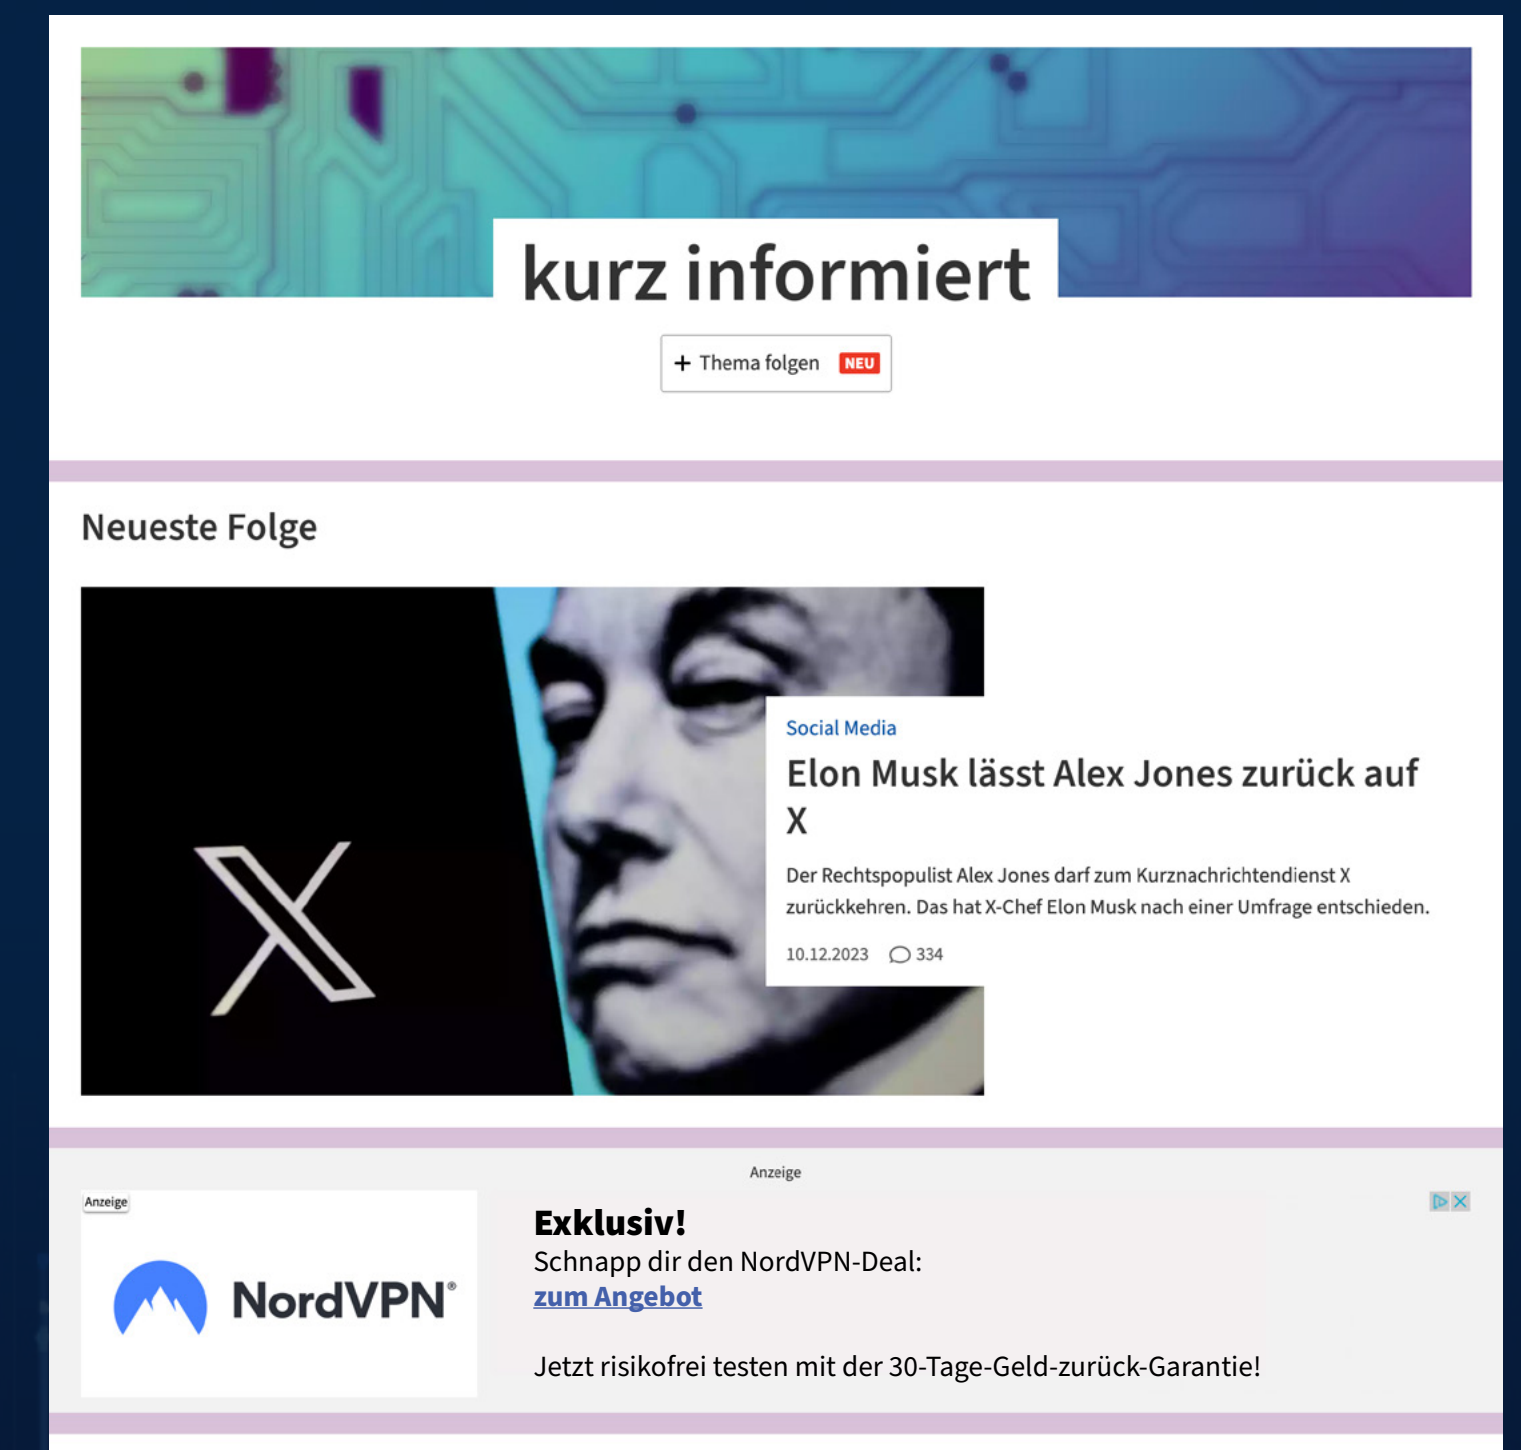 kurz informiert
+ Thema folgen NEU
Neueste Folge
Social Media
Elon Musk lässt Alex Jones zurück auf
X
Der Rechtspopulist Alex Jones darf zum Kurznachrichtendienst X
zurückkehren. Das hat X-Chef Elon Musk nach einer Umfrage entschieden.
10.12.2023 334
Anzeige
Anzeige
NordVPN®
Exklusiv!
Schnapp dir den NordVPN-Deal:
zum Angebot
Jetzt risikofrei testen mit der 30-Tage-Geld-zurück-Garantie!